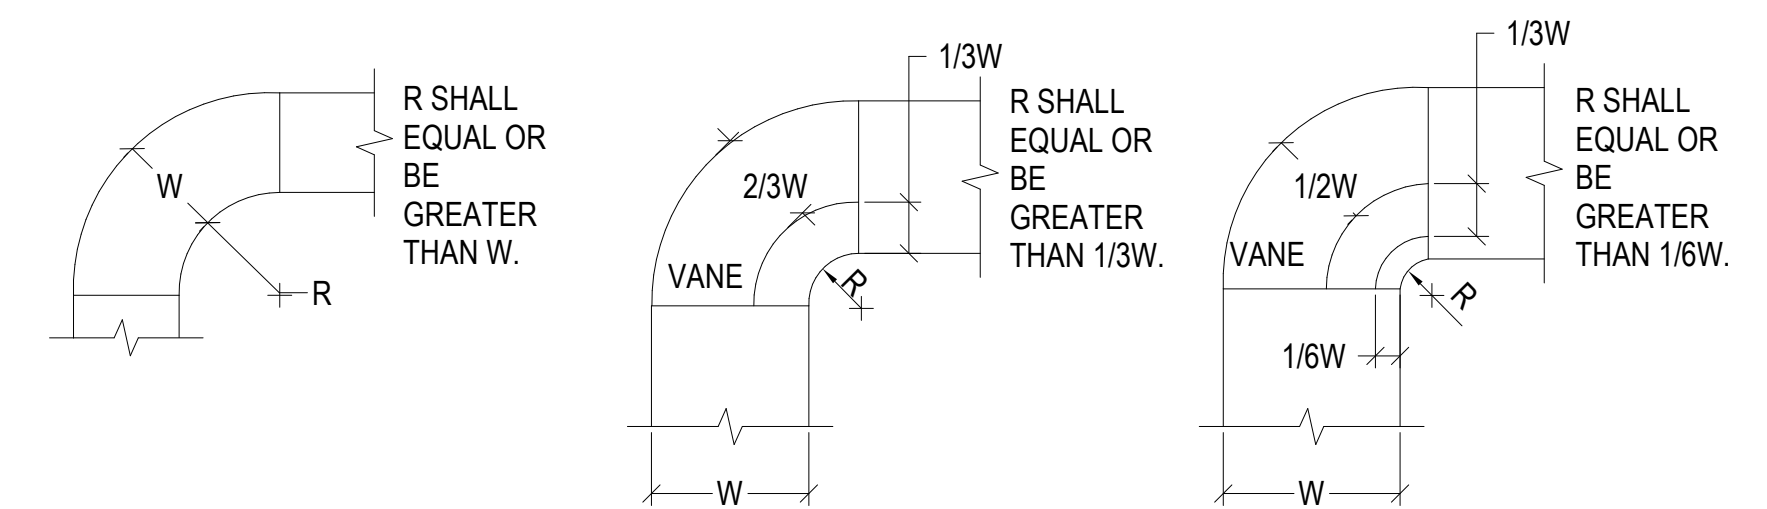 W
R
R SHALL
EQUAL OR
BE
GREATER
THAN W.
1/3W
2/3W
VANE
R
W
R SHALL
EQUAL OR
BE
GREATER
THAN 1/3W.
1/3W
1/2W
VANE
R
1/6W
W
R SHALL
EQUAL OR
BE
GREATER
THAN 1/6W.